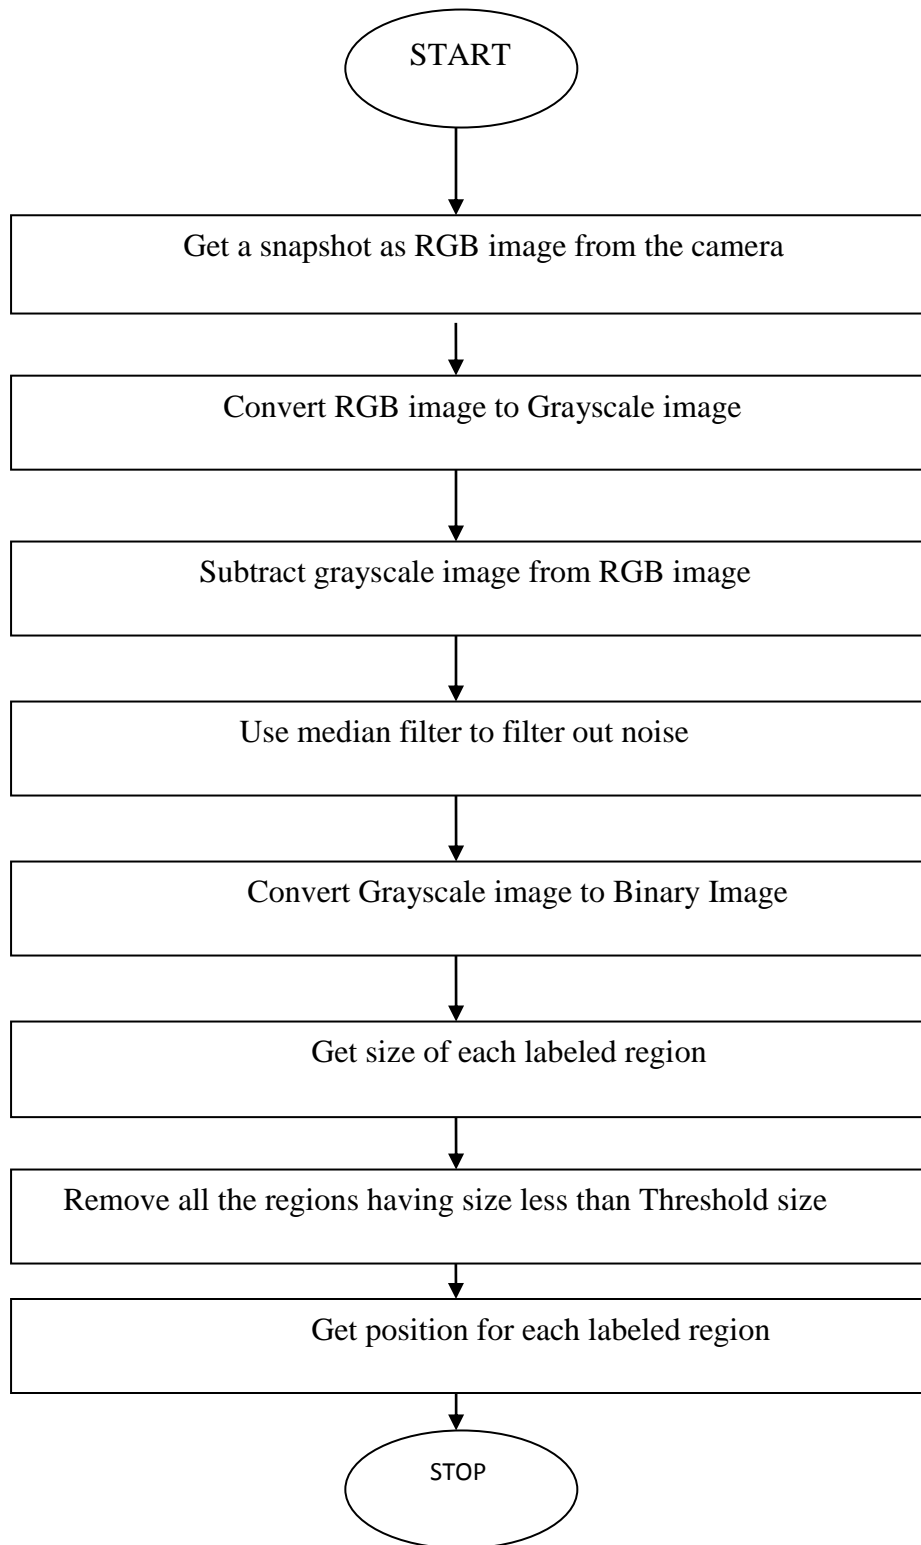 START
Get a snapshot as RGB image from the camera
Convert RGB image to Grayscale image
Subtract grayscale image from RGB image
Use median filter to filter out noise
Convert Grayscale image to Binary Image
Get size of each labeled region
Remove all the regions having size less than Threshold size
Get position for each labeled region
STOP